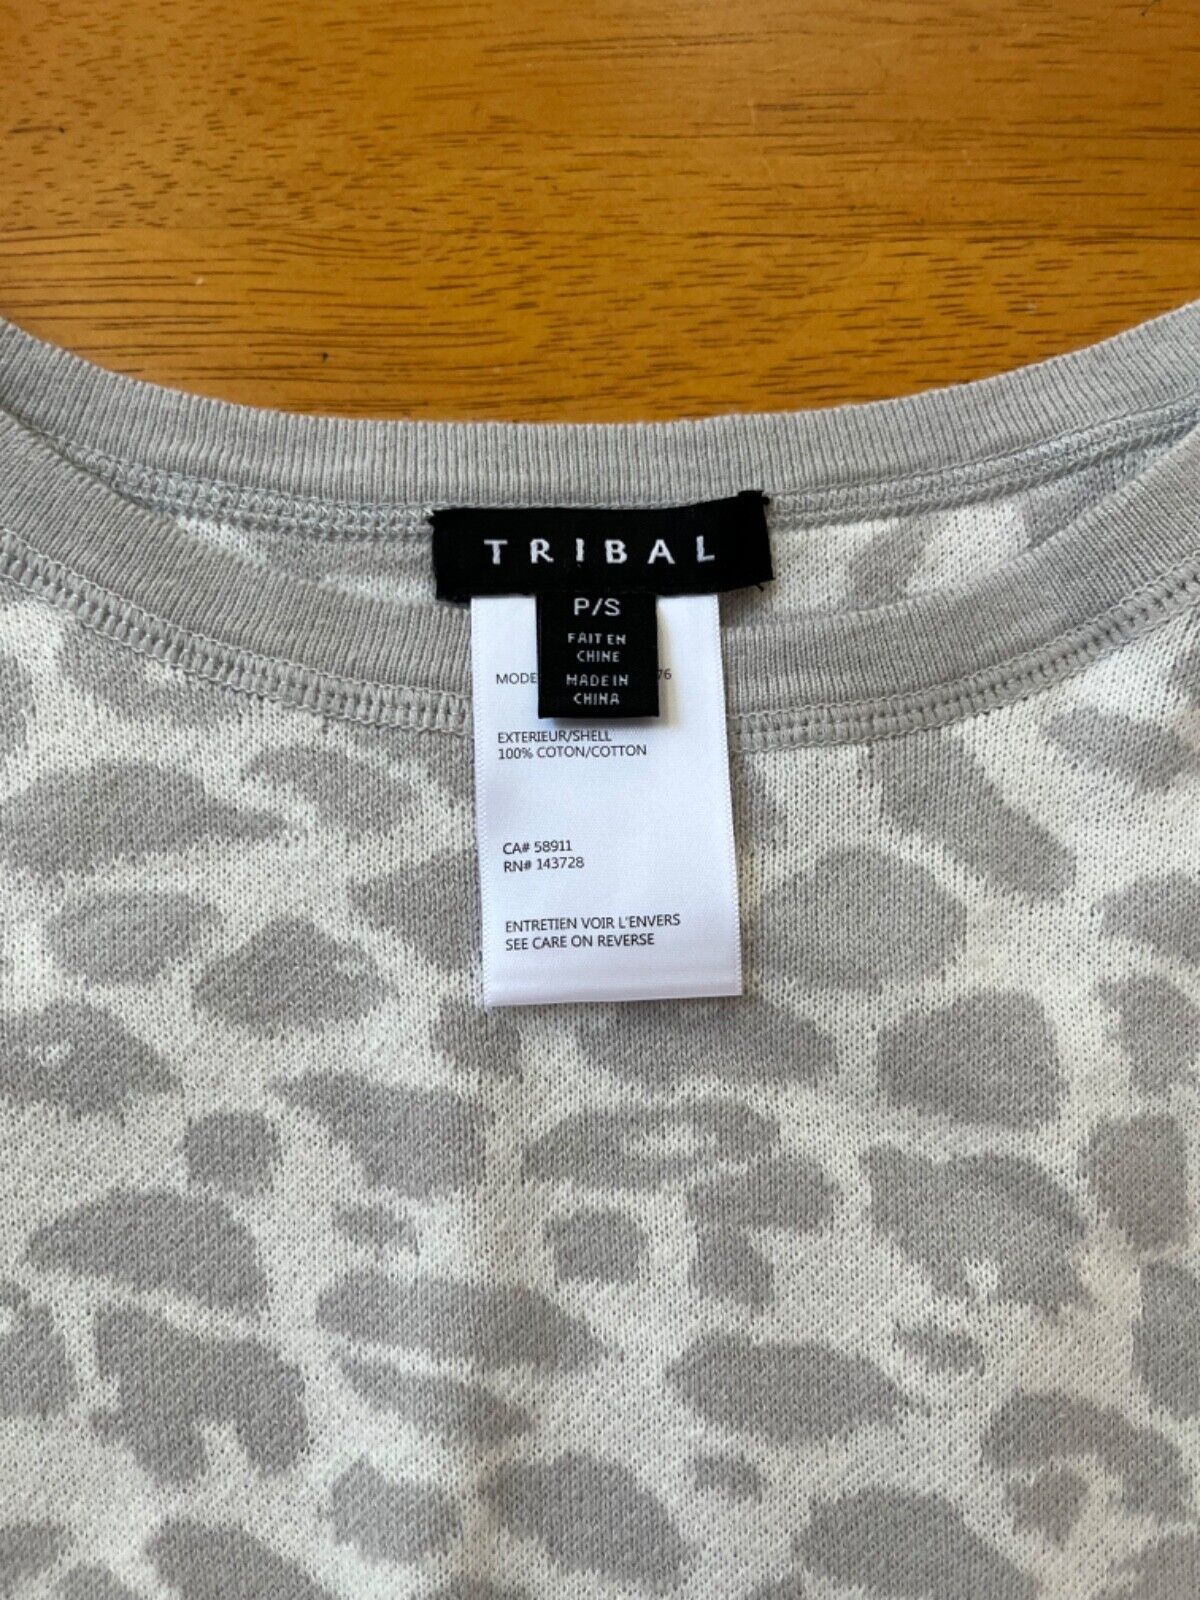 TRIBAL
P/S
FAIT EN
CHINE
MADE IN
CHINA
EXTERIEUR/SHELL
100% COTON/COTTON
CA# 58911
RN# 143728
ENTRETIEN VOIR L'ENVERS
SEE CARE ON REVERSE